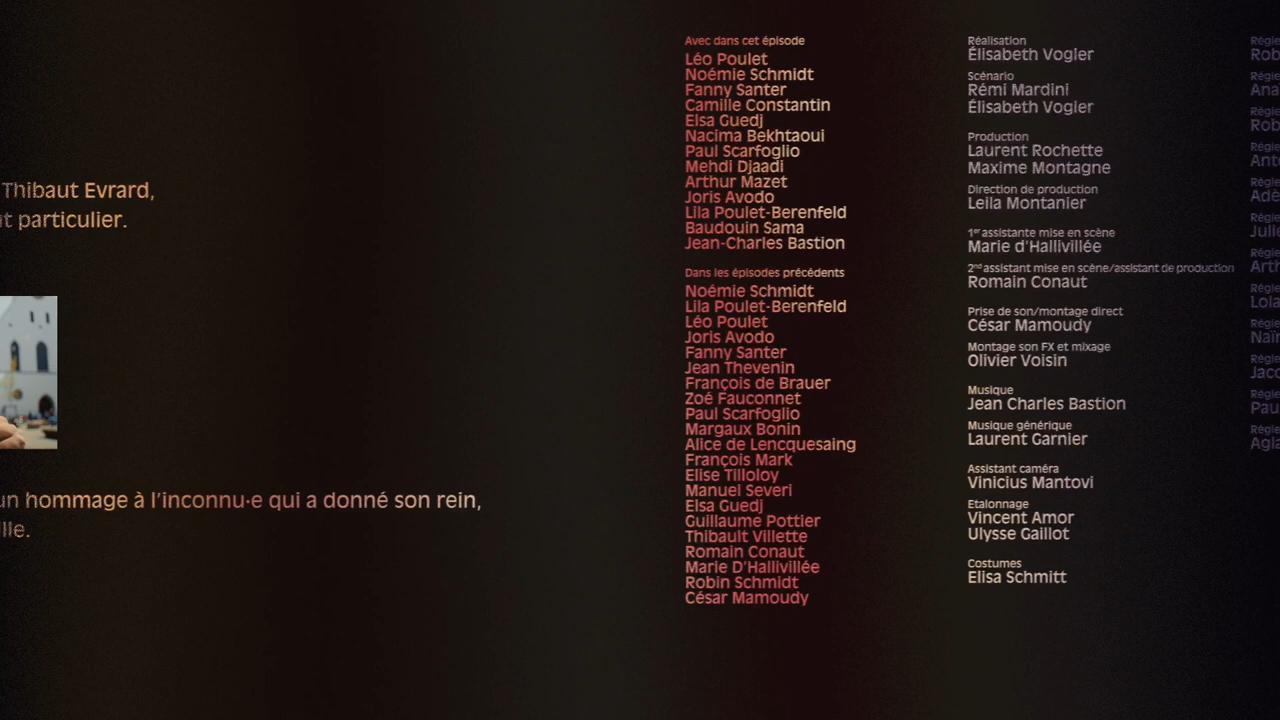 Thibaut Evrard,
particulier.
hommage à l'inconnu·e qui a donné son rein,
Avec dans cet épisode
Léo Poulet
Noémie Schmidt
Fanny Santer
Camille Constantin
Elsa Guedj
Nacima Bekhtaoui
Paul Scarfoglio
Mehdi Djaadi
Arthur Mazet
Joris Avodo
Lila Poulet-Berenfeld
Baudouin Sama
Jean-Charles Bastion
Dans les épisodes précédents
Noémie Schmidt
Lila Poulet-Berenfeld
Léo Poulet
Joris Avodo
Fanny Santer
Jean Thevenin
François de Brauer
Zoé Fauconnet
Paul Scarfoglio
Margaux Bonin
Alice de Lencquesaing
François Mark
Elise Tilloloy
Manuel Severi
Elsa Guedj
Guillaume Pottier
Thibault Villette
Romain Conaut
Marie D'Hallivillée
Robin Schmidt
César Mamoudy
Réalisation
Élisabeth Vogler
Scénario
Rémi Mardini
Élisabeth Vogler
Production
Laurent Rochette
Maxime Montagne
Direction de production
Leila Montanier
1er assistante mise en scène
Marie d'Hallivillée
2nd assistant mise en scène/assistant de production
Romain Conaut
Prise de son/montage direct
César Mamoudy
Montage son FX et mixage
Olivier Voisin
Musique
Jean Charles Bastion
Musique générique
Laurent Garnier
Assistant caméra
Vinicius Mantovi
Etalonnage
Vincent Amor
Ulysse Gaillot
Costumes
Elisa Schmitt